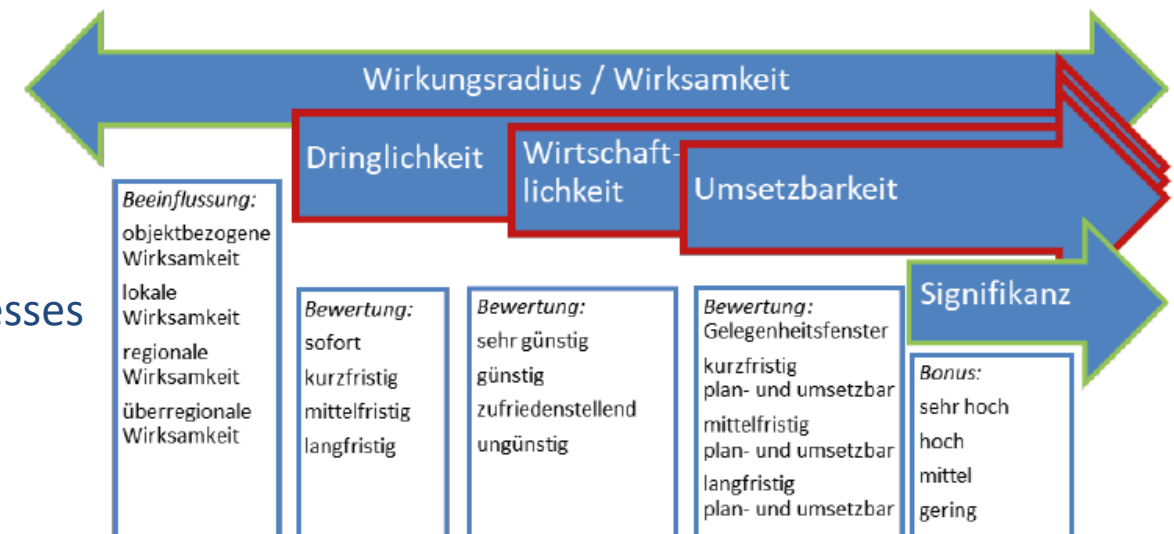 Wirkungsradius / Wirksamkeit
Dringlichkeit
Wirtschaft-
lichkeit
Umsetzbarkeit
Signifikanz
esses
Beeinflussung:
objektbezogene
Wirksamkeit
lokale
Wirksamkeit
regionale
Wirksamkeit
überregionale
Wirksamkeit
Bewertung:
sofort
kurzfristig
mittelfristig
langfristig
Bewertung:
sehr günstig
günstig
zufriedenstellend
ungünstig
Bewertung:
Gelegenheitsfenster
kurzfristig
plan- und umsetzbar
mittelfristig
plan- und umsetzbar
langfristig
plan- und umsetzbar
Bonus:
sehr hoch
hoch
mittel
gering